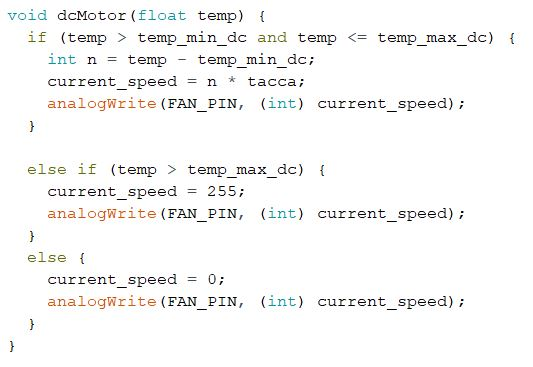 void dcMotor(float temp) {
  if (temp > temp_min_dc and temp <= temp_max_dc) {
    int n = temp - temp_min_dc;
    current_speed = n * tacca;
    analogWrite(FAN_PIN, (int) current_speed);
  }

  else if (temp > temp_max_dc) {
    current_speed = 255;
    analogWrite(FAN_PIN, (int) current_speed);
  }
  else {
    current_speed = 0;
    analogWrite(FAN_PIN, (int) current_speed);
  }
}